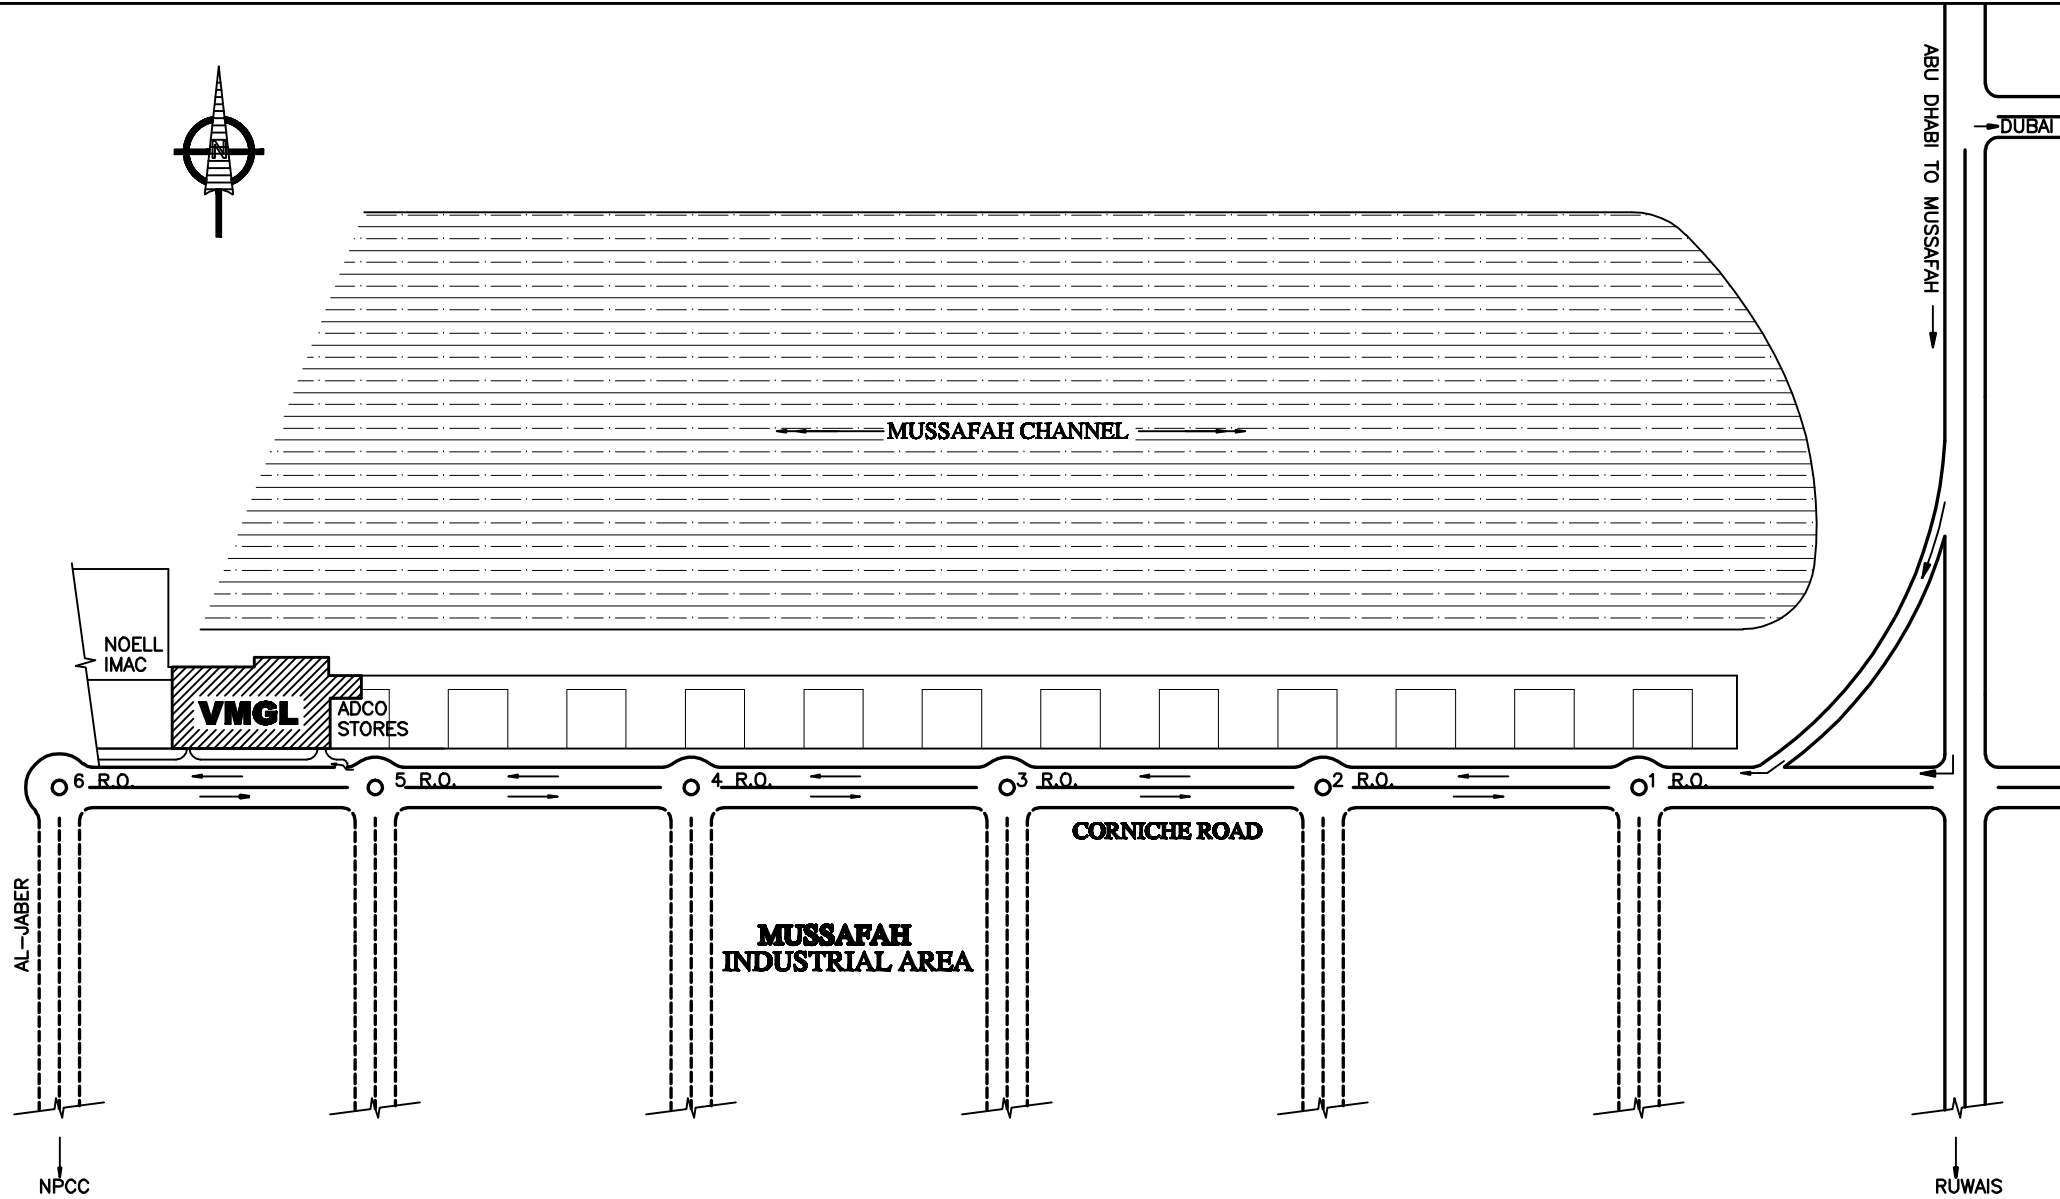 ABU DHABI TO MUSSAFAH
DUBAI
N
MUSSAFAH CHANNEL
NOELL
IMAC
VMGL
ADCO
STORES
6 R.O.
5 R.O.
4 R.O.
3 R.O.
2 R.O.
1 R.O.
CORNICHE ROAD
AL-JABER
MUSSAFAH
INDUSTRIAL AREA
NPCC
RUWAIS